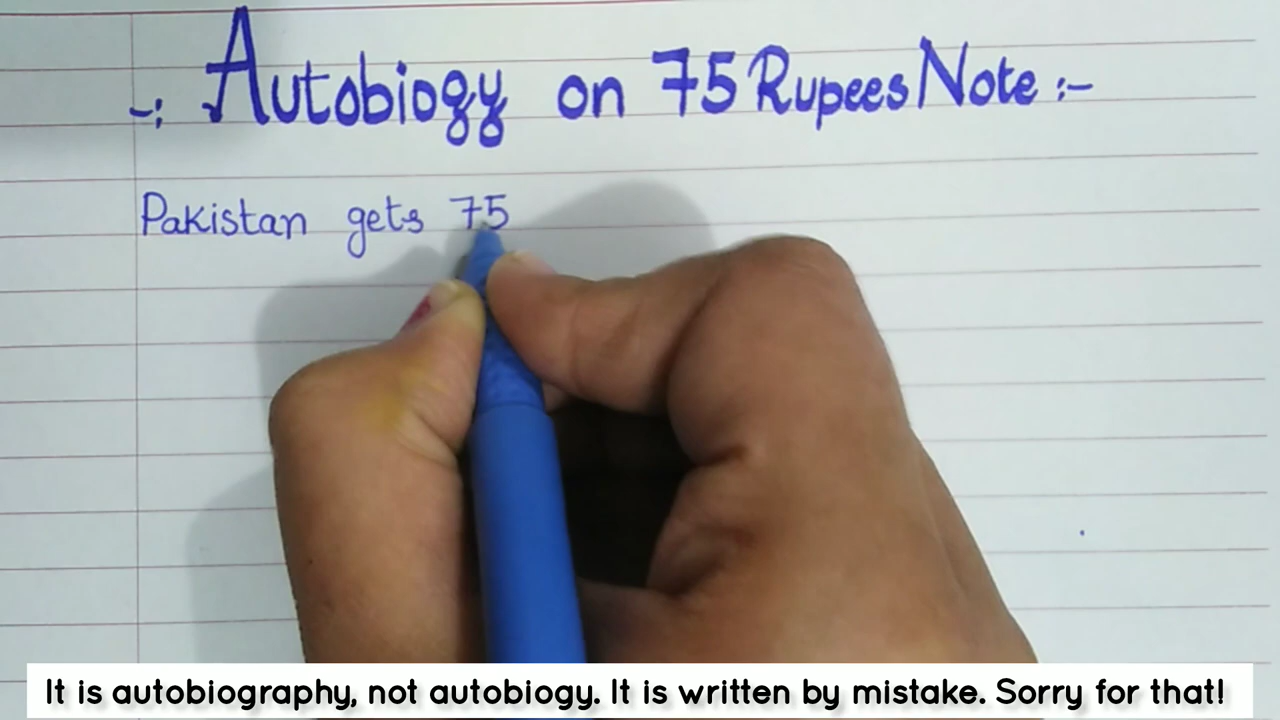 -: Autobiogy on 75 Rupees Note :-
Pakistan gets 75
It is autobiography, not autobiogy. It is written by mistake. Sorry for that!